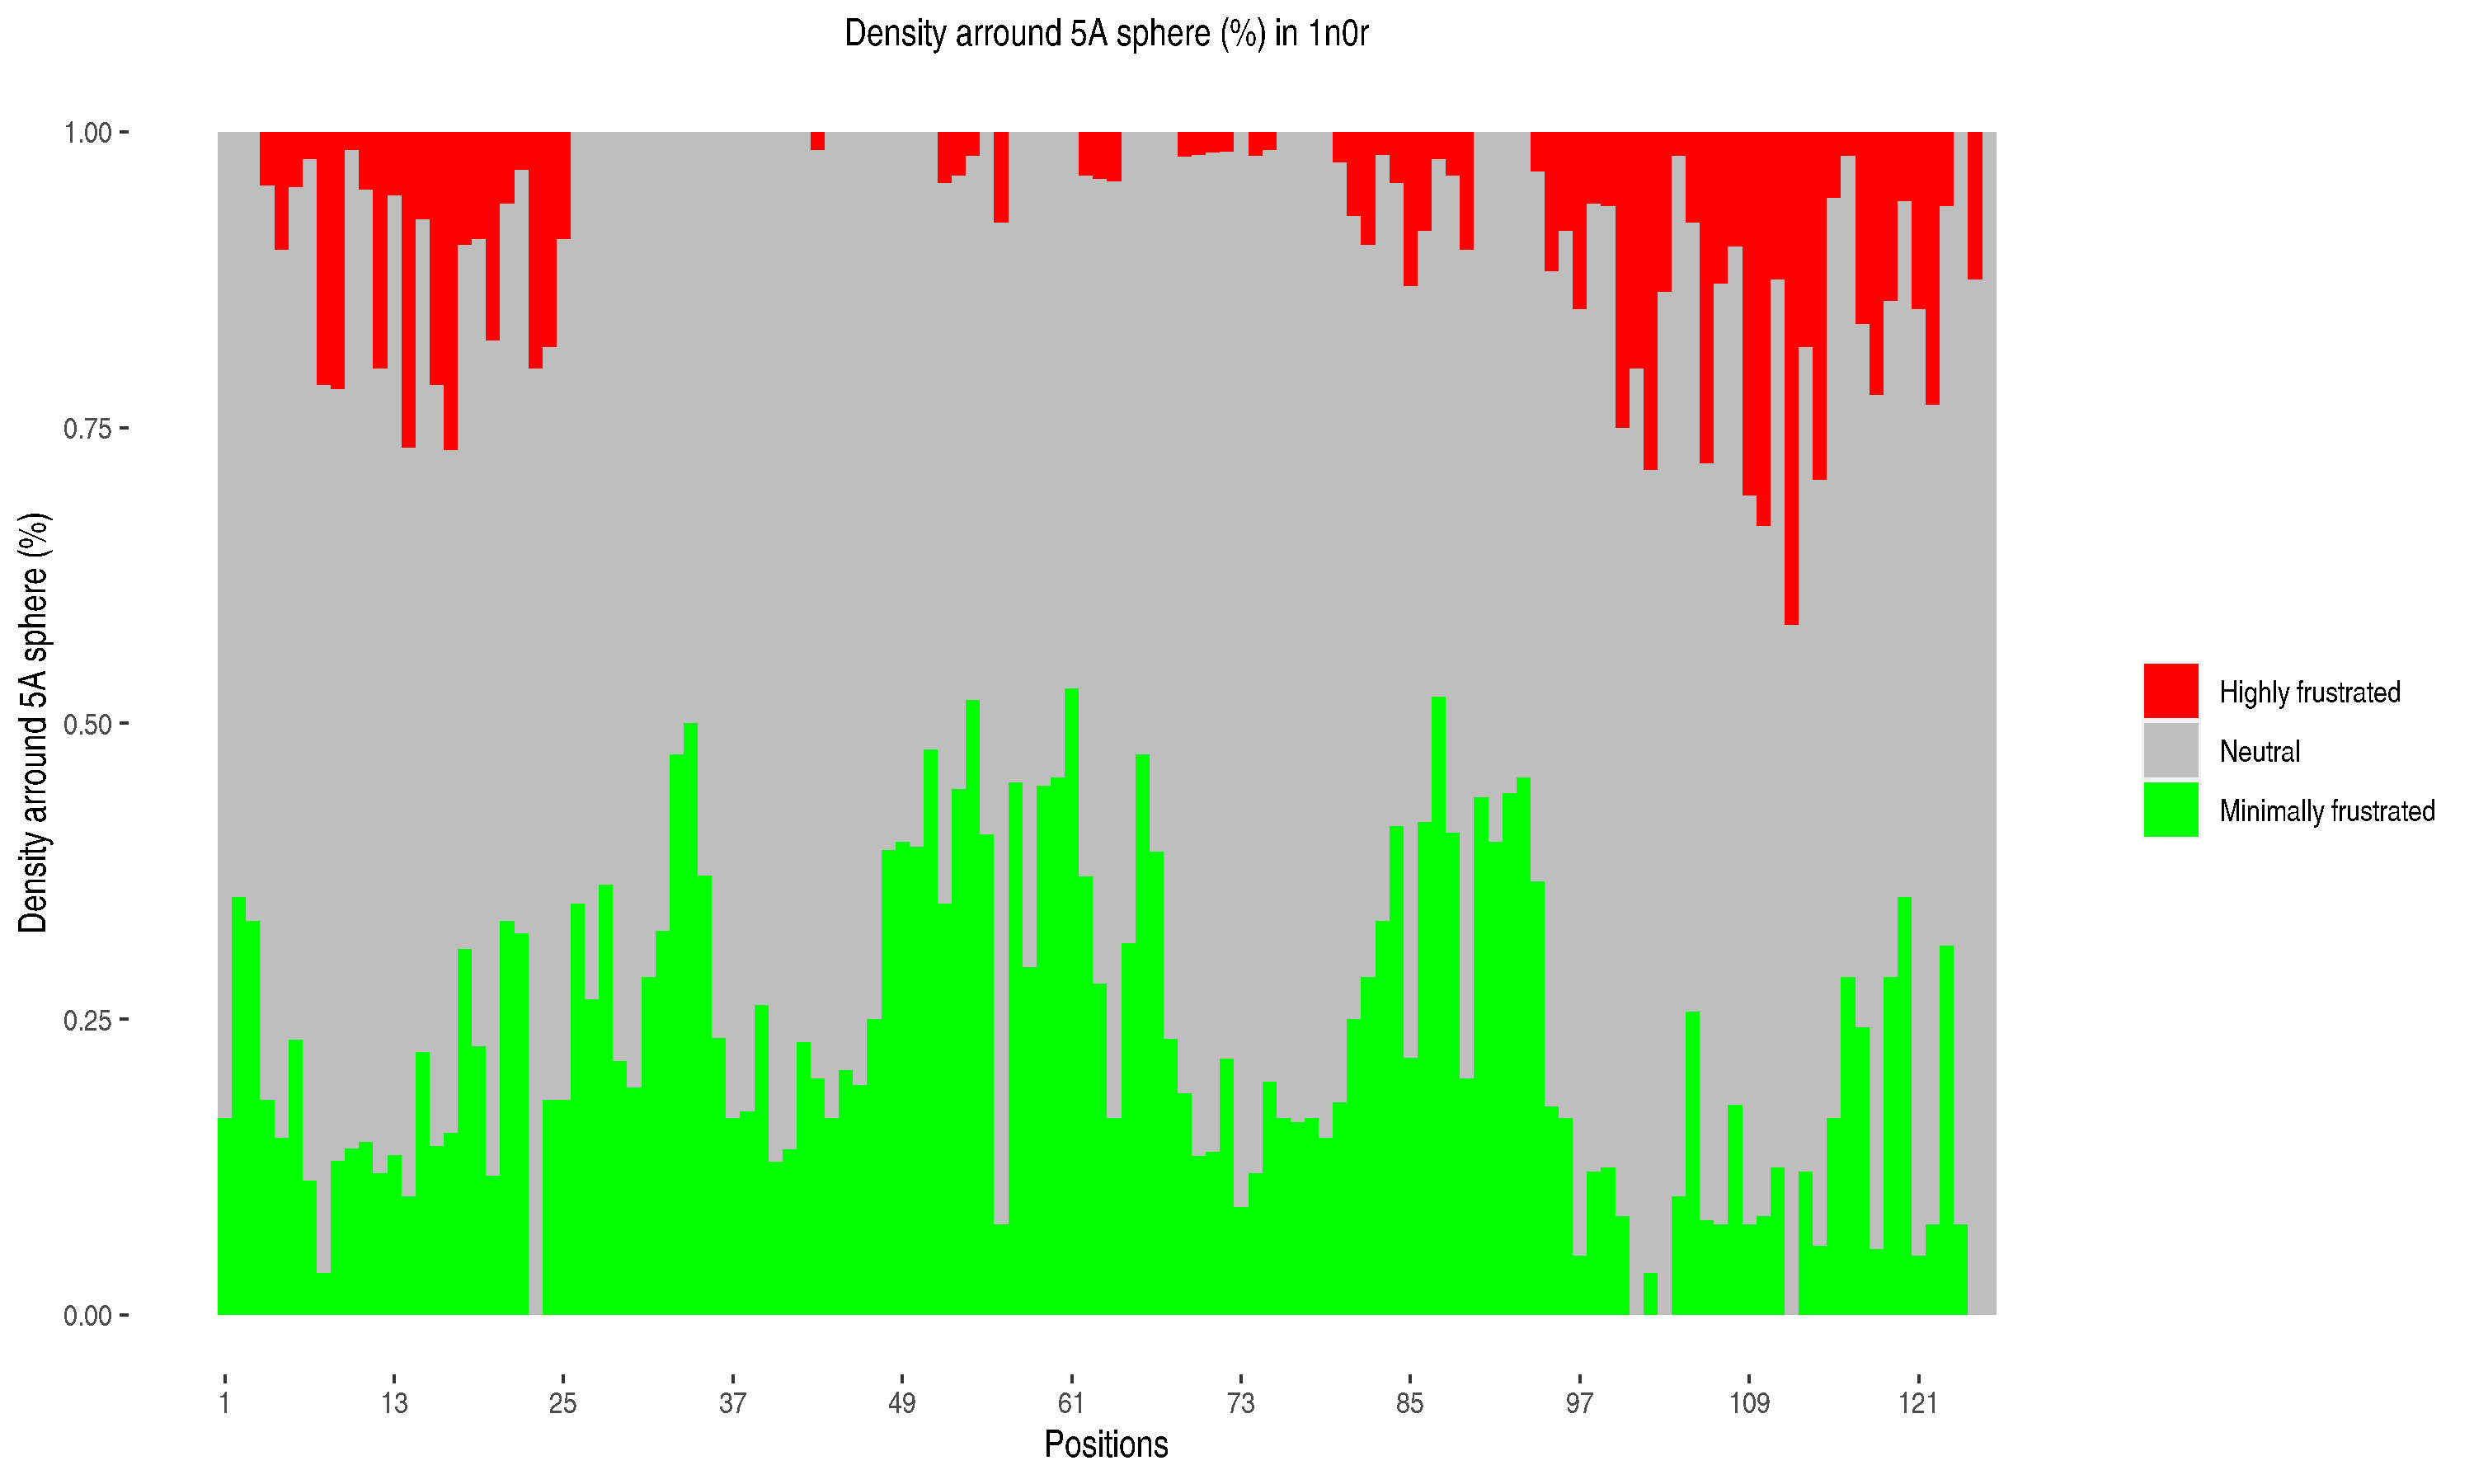 Density arround 5A sphere (%) in 1n0r
Density arround 5A sphere (%)
1.00
0.75
0.50
0.25
0.00
1 13 25 37 49 61 73 85 97 109 121
Positions
Highly frustrated
Neutral
Minimally frustrated